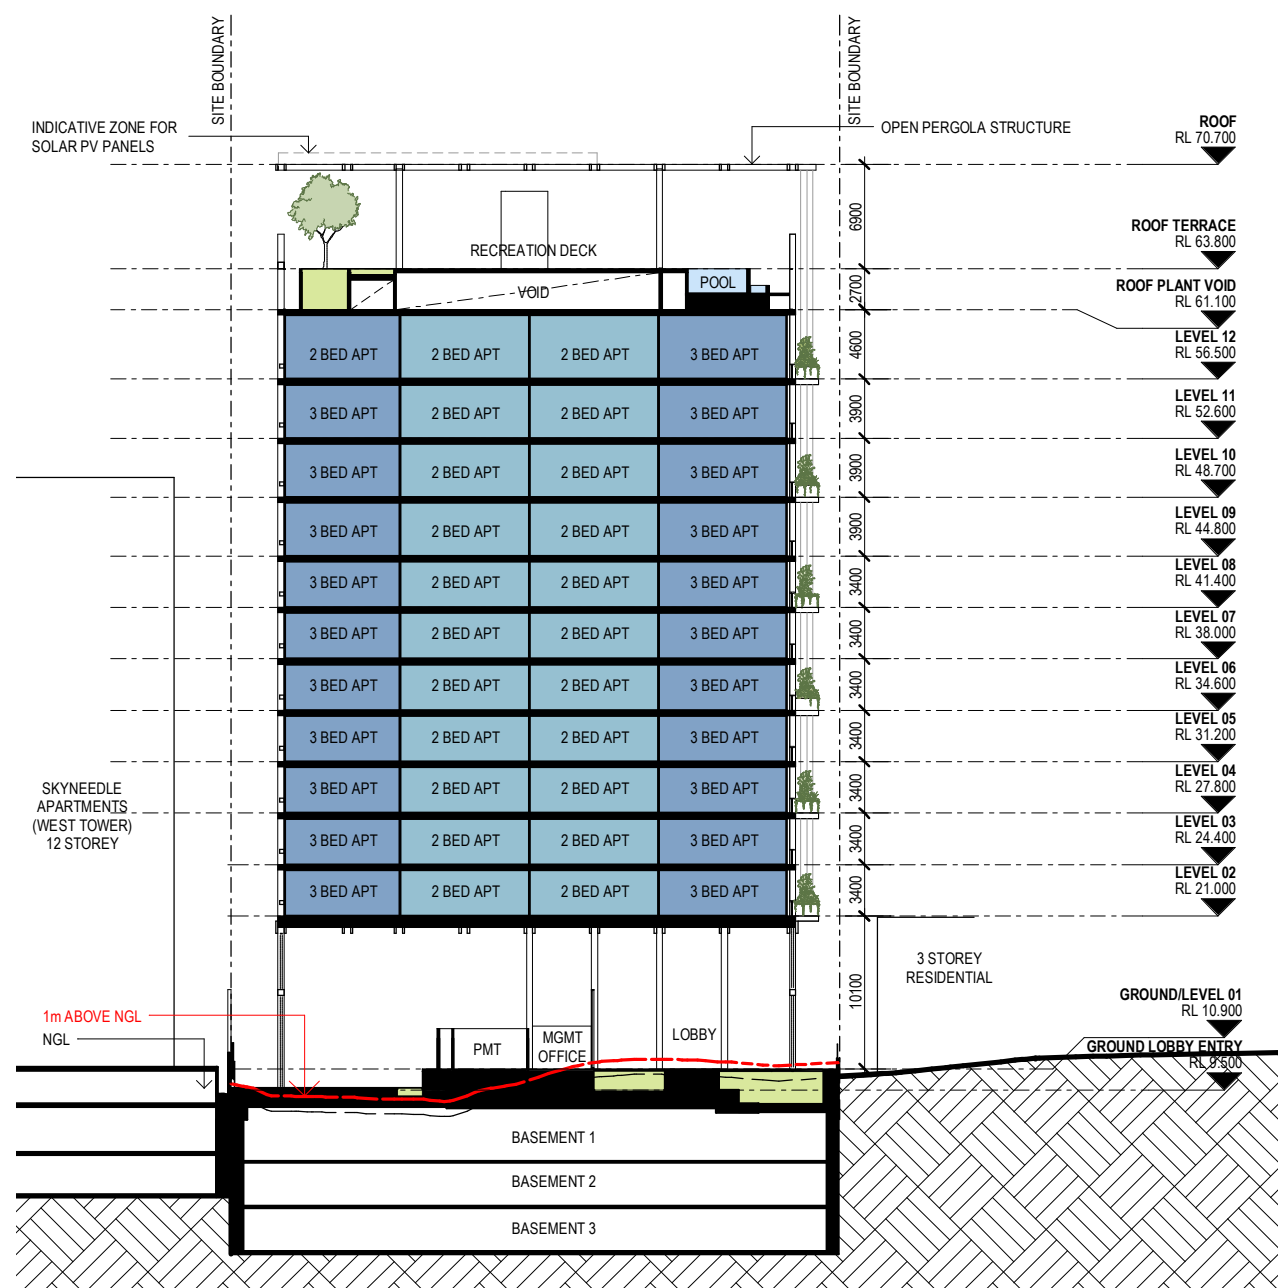 SITE BOUNDARY
SITE BOUNDARY
INDICATIVE ZONE FOR
SOLAR PV PANELS
OPEN PERGOLA STRUCTURE
ROOF
RL 70.700
6900
RECREATION DECK
ROOF TERRACE
RL 63.800
VOID
POOL
2700
ROOF PLANT VOID
RL 61.100
2 BED APT
2 BED APT
2 BED APT
3 BED APT
4600
LEVEL 12
RL 56.500
3 BED APT
2 BED APT
2 BED APT
3 BED APT
3900
LEVEL 11
RL 52.600
3 BED APT
2 BED APT
2 BED APT
3 BED APT
3900
LEVEL 10
RL 48.700
3 BED APT
2 BED APT
2 BED APT
3 BED APT
3900
LEVEL 09
RL 44.800
3 BED APT
2 BED APT
2 BED APT
3 BED APT
3400
LEVEL 08
RL 41.400
3 BED APT
2 BED APT
2 BED APT
3 BED APT
3400
LEVEL 07
RL 38.000
3 BED APT
2 BED APT
2 BED APT
3 BED APT
3400
LEVEL 06
RL 34.600
3 BED APT
2 BED APT
2 BED APT
3 BED APT
3400
LEVEL 05
RL 31.200
3 BED APT
2 BED APT
2 BED APT
3 BED APT
3400
LEVEL 04
RL 27.800
3 BED APT
2 BED APT
2 BED APT
3 BED APT
3400
LEVEL 03
RL 24.400
3 BED APT
2 BED APT
2 BED APT
3 BED APT
3400
LEVEL 02
RL 21.000
SKYNEEDLE
APARTMENTS
(WEST TOWER)
12 STOREY
3 STOREY
RESIDENTIAL
10100
GROUND/LEVEL 01
RL 10.900
1m ABOVE NGL
NGL
PMT
MGMT
OFFICE
LOBBY
GROUND LOBBY ENTRY
RL 9.500
BASEMENT 1
BASEMENT 2
BASEMENT 3